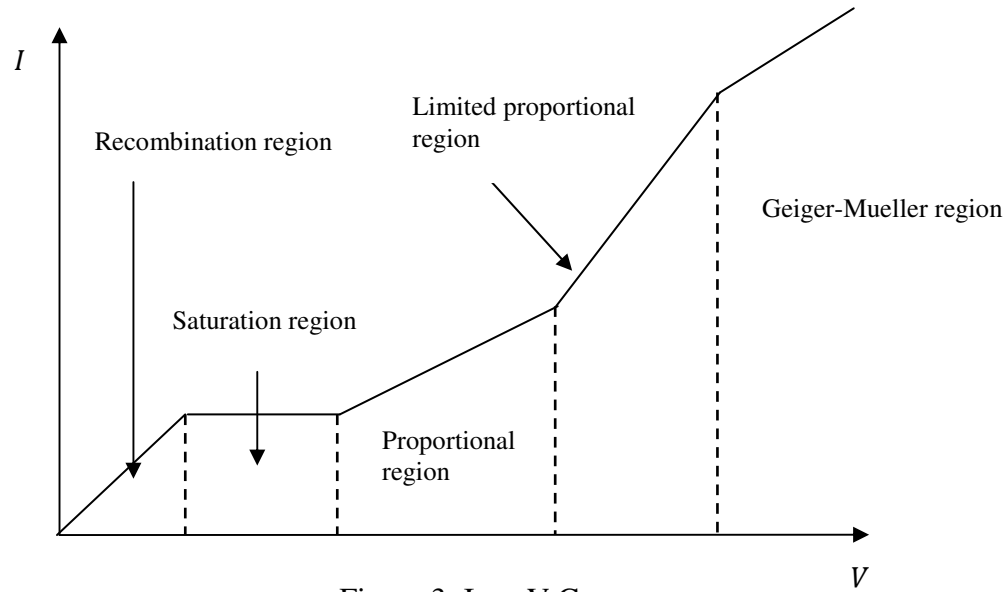 I
Limited proportional
region
Recombination region
Geiger-Mueller region
Saturation region
Proportional
region
V